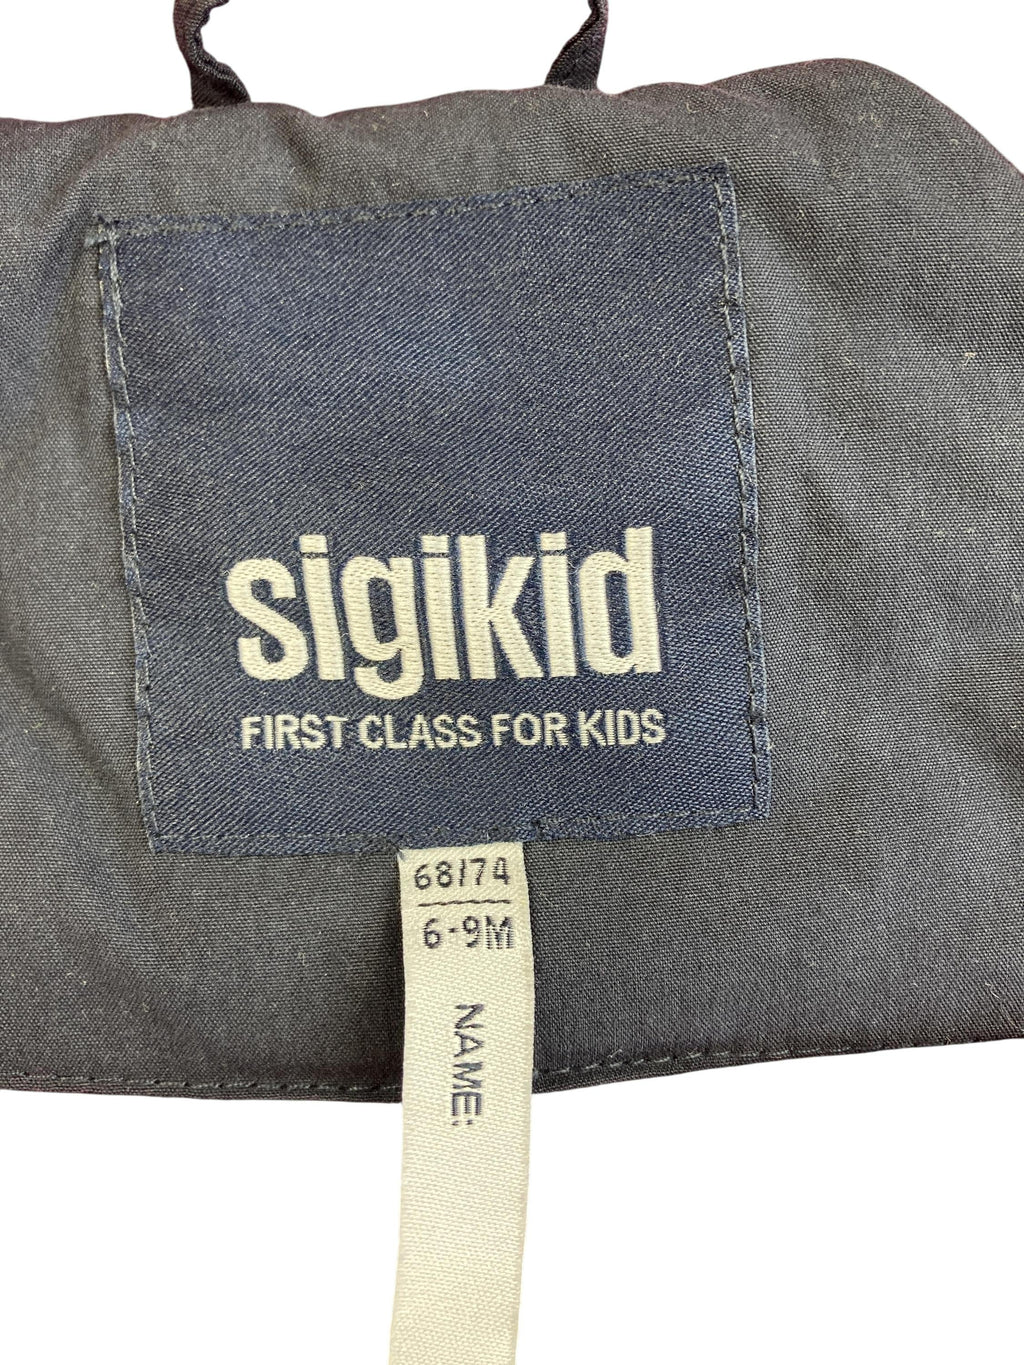 sigikid
FIRST CLASS FOR KIDS
68/74
6-9M
NAME: